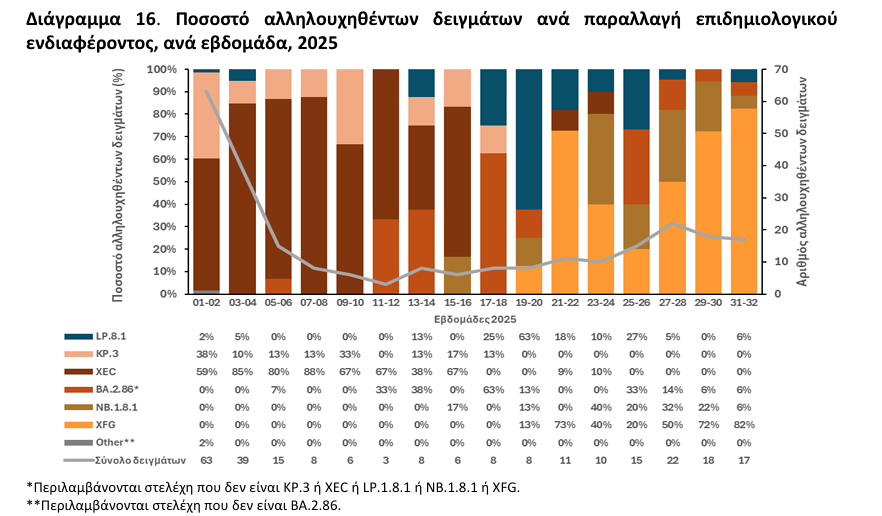 Διάγραμμα 16. Ποσοστό αλληλουχηθέντων δειγμάτων ανά παραλλαγή επιδημιολογικού
ενδιαφέροντος, ανά εβδομάδα, 2025
Ποσοστό αλληλουχηθέντων δειγμάτων (%)
100%
90%
80%
70%
60%
50%
40%
30%
20%
10%
0%
70
60
50
40
30
20
10
0
Αριθμος αλληλουχηθέντων δειγμάτων
01-02 03-04 05-06 07-08 09-10 11-12 13-14 15-16 17-18 19-20 21-22 23-24 25-26 27-28 29-30 31-32
Εβδομάδες 2025
LP.8.1 2% 5% 0% 0% 0% 0% 13% 0% 25% 63% 18% 10% 27% 5% 0% 6%
KP.3 38% 10% 13% 13% 33% 0% 13% 17% 13% 0% 0% 0% 0% 0% 0% 0%
XEC 59% 85% 80% 88% 67% 67% 38% 67% 0% 0% 9% 10% 0% 0% 0% 0%
BA.2.86* 0% 0% 7% 0% 0% 33% 38% 0% 63% 13% 0% 0% 33% 14% 6% 6%
NB.1.8.1 0% 0% 0% 0% 0% 0% 0% 17% 0% 13% 0% 40% 20% 32% 22% 6%
XFG 0% 0% 0% 0% 0% 0% 0% 0% 0% 13% 73% 40% 20% 50% 72% 82%
Other** 2% 0% 0% 0% 0% 0% 0% 0% 0% 0% 0% 0% 0% 0% 0% 0%
Σύνολο δειγμάτων 63 39 15 8 6 3 8 6 8 8 11 10 15 22 18 17
*Περιλαμβάνονται στελέχη που δεν είναι KP.3 ή XEC ή LP.1.8.1 ή NB.1.8.1 ή XFG.
**Περιλαμβάνονται στελέχη που δεν είναι BA.2.86.